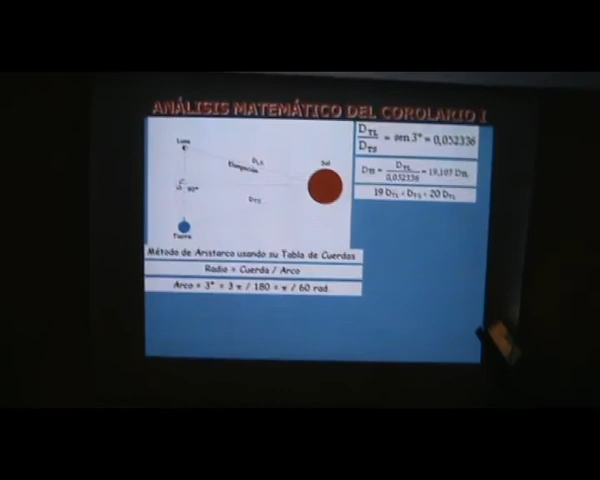 ANÁLISIS MATEMÁTICO DEL COROLARIO I
Luna
D_LS
Elongación
Sol
90°
D_TS
Tierra
D_TL / D_TS = sen 3° = 0,052336
D_TS = D_TL / 0,052336 = 19,107 D_TL
19 D_TL < D_TS < 20 D_TL
Método de Aristarco usando su Tabla de Cuerdas
Radio = Cuerda / Arco
Arco = 3° = 3 π / 180 = π / 60 rad.